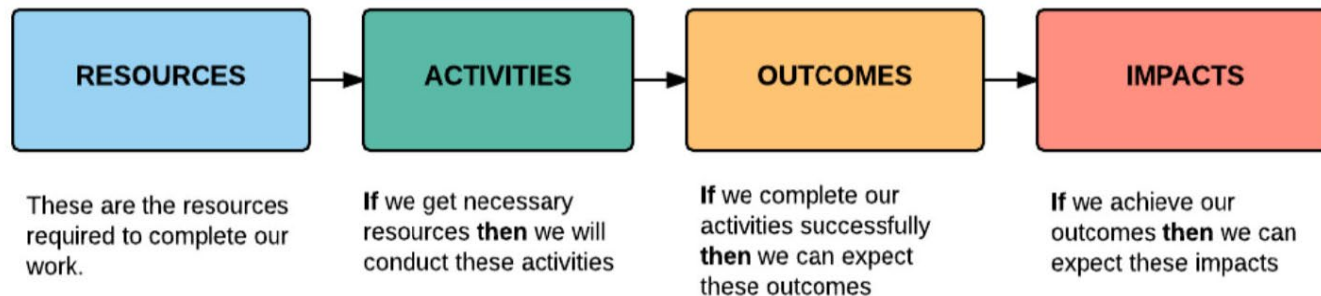 RESOURCES
ACTIVITIES
OUTCOMES
IMPACTS
These are the resources
required to complete our
work.
If we get necessary
resources then we will
conduct these activities
If we complete our
activities successfully
then we can expect
these outcomes
If we achieve our
outcomes then we can
expect these impacts